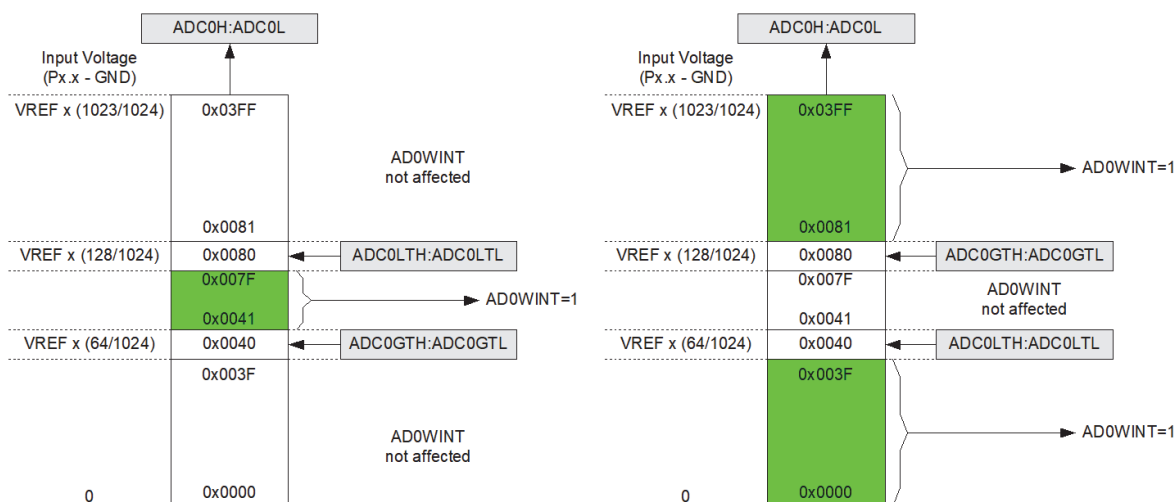 ADC0H:ADC0L
Input Voltage
(Px.x - GND)
VREF x (1023/1024)
0x03FF
AD0WINT
not affected
0x0081
VREF x (128/1024)
0x0080
ADC0LTH:ADC0LTL
0x007F
AD0WINT=1
0x0041
VREF x (64/1024)
0x0040
ADC0GTH:ADC0GTL
0x003F
AD0WINT
not affected
0
0x0000
ADC0H:ADC0L
Input Voltage
(Px.x - GND)
VREF x (1023/1024)
0x03FF
AD0WINT=1
0x0081
VREF x (128/1024)
0x0080
ADC0GTH:ADC0GTL
0x007F
AD0WINT
not affected
0x0041
VREF x (64/1024)
0x0040
ADC0LTH:ADC0LTL
0x003F
AD0WINT=1
0
0x0000